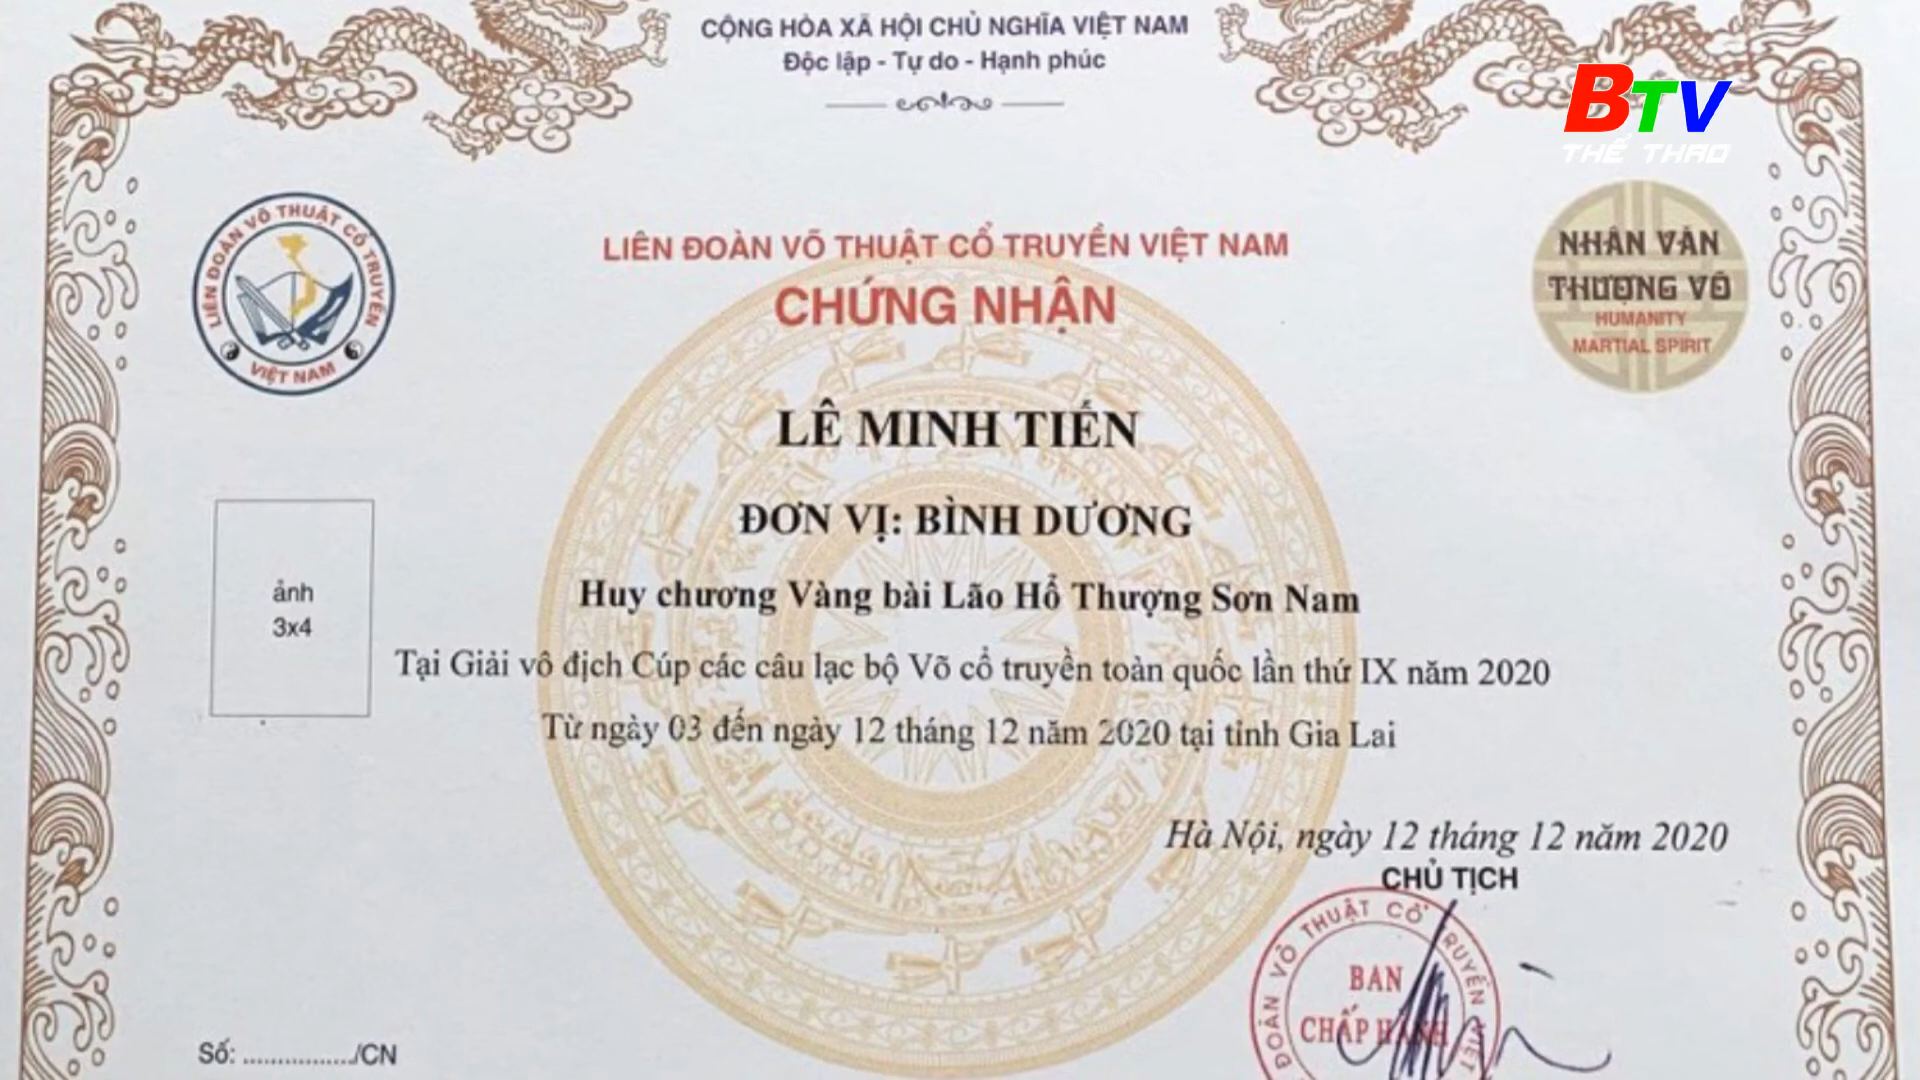 CỘNG HÒA XÃ HỘI CHỦ NGHĨA VIỆT NAM
Độc lập - Tự do - Hạnh phúc
BTV
THỂ THAO
LIÊN ĐOÀN VÕ THUẬT CỔ TRUYỀN
VIỆT NAM
LIÊN ĐOÀN VÕ THUẬT CỔ TRUYỀN VIỆT NAM
CHỨNG NHẬN
NHÂN VĂN
THƯỢNG VÕ
HUMANITY
MARTIAL SPIRIT
LÊ MINH TIẾN
ĐƠN VỊ: BÌNH DƯƠNG
ảnh
3x4
Huy chương Vàng bài Lão Hổ Thượng Sơn Nam
Tại Giải vô địch Cúp các câu lạc bộ Võ cổ truyền toàn quốc lần thứ IX năm 2020
Từ ngày 03 đến ngày 12 tháng 12 năm 2020 tại tỉnh Gia Lai
Hà Nội, ngày 12 tháng 12 năm 2020
CHỦ TỊCH
ĐOÀN VÕ THUẬT CỔ TRUYỀN VIỆT
BAN
CHẤP HÀNH
Số: ................/CN